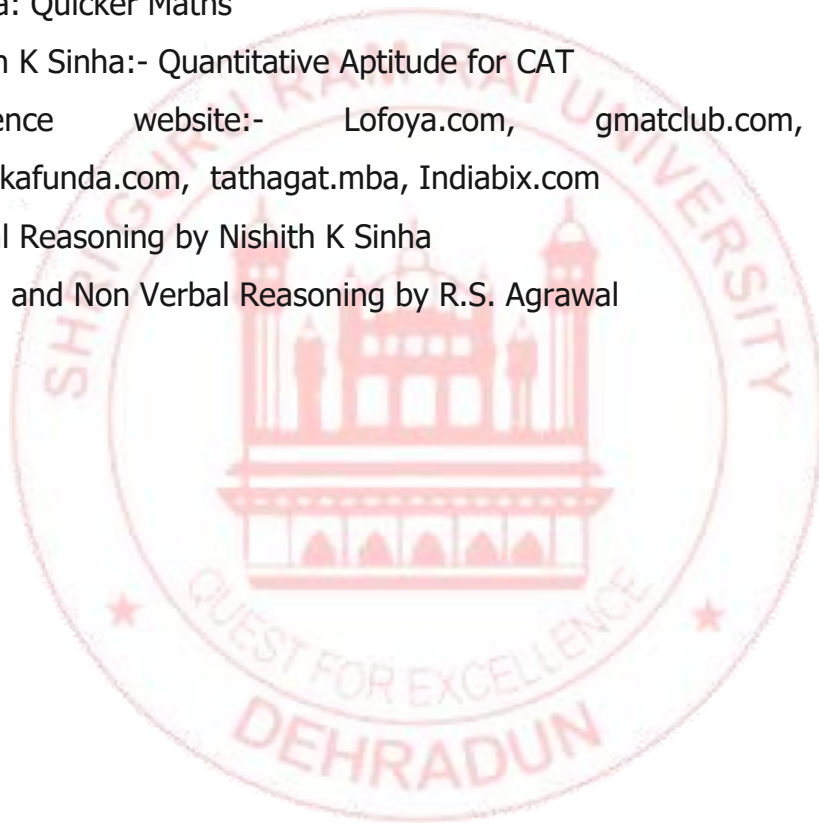 a: Quicker Maths
n K Sinha:- Quantitative Aptitude for CAT
ence website:- Lofoya.com, gmatclub.com,
kafunda.com, tathagat.mba, Indiabix.com
l Reasoning by Nishith K Sinha
and Non Verbal Reasoning by R.S. Agrawal
SHRI GURU RAM RAI UNIVERSITY
QUEST FOR EXCELLENCE
DEHRADUN